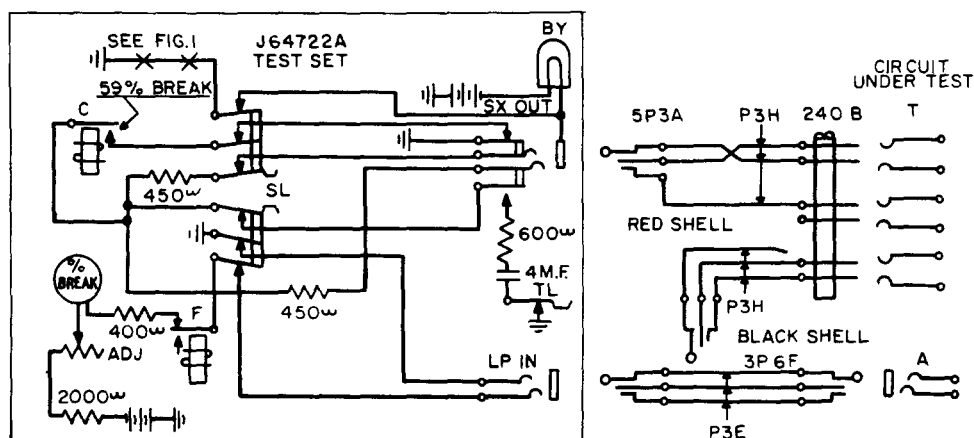 SEE FIG.1
J64722A
TEST SET
BY
59% BREAK
C
SX OUT
450ω
SL
600ω
4 M.F.
TL
% BREAK
F
450ω
400ω
ADJ
LP IN
2000ω
CIRCUIT
UNDER TEST
5P3A
P3H
240 B
T
RED SHELL
P3H
BLACK SHELL
3P6F
A
P3E